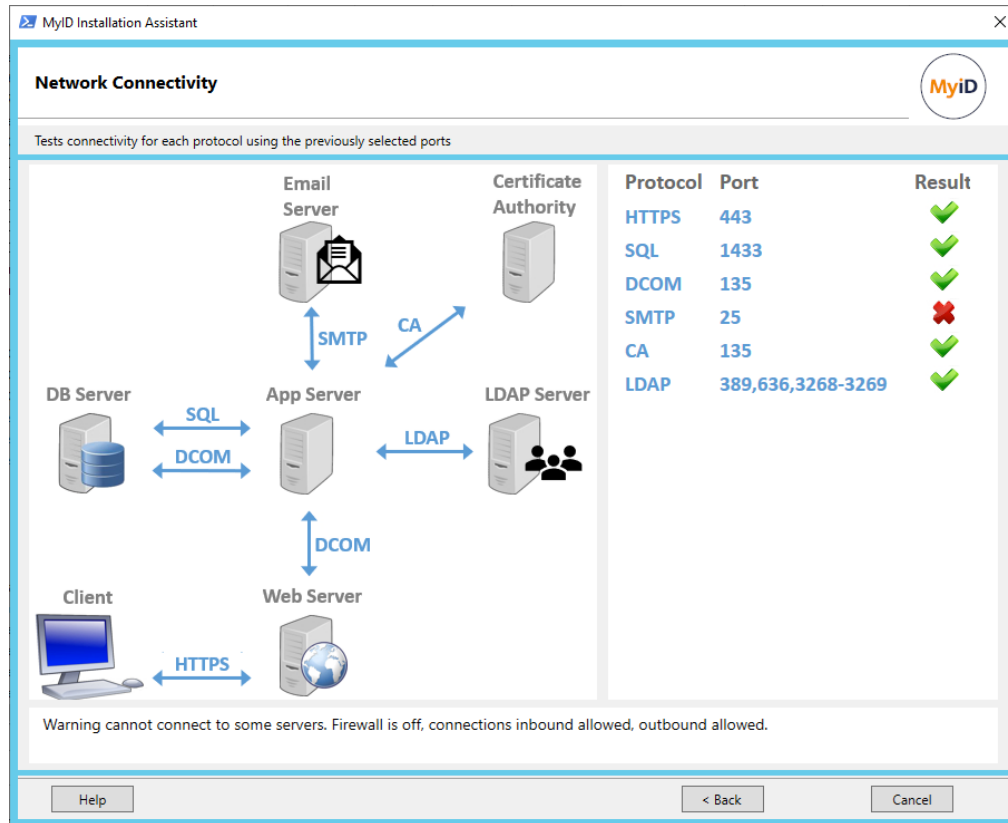 MyID Installation Assistant
Network Connectivity
MyiD
Tests connectivity for each protocol using the previously selected ports
Email
Server
Certificate
Authority
SMTP
CA
DB Server
App Server
LDAP Server
SQL
DCOM
LDAP
DCOM
Client
Web Server
HTTPS
Protocol Port Result
HTTPS 443
SQL 1433
DCOM 135
SMTP 25
CA 135
LDAP 389,636,3268-3269
Warning cannot connect to some servers. Firewall is off, connections inbound allowed, outbound allowed.
Help
< Back
Cancel